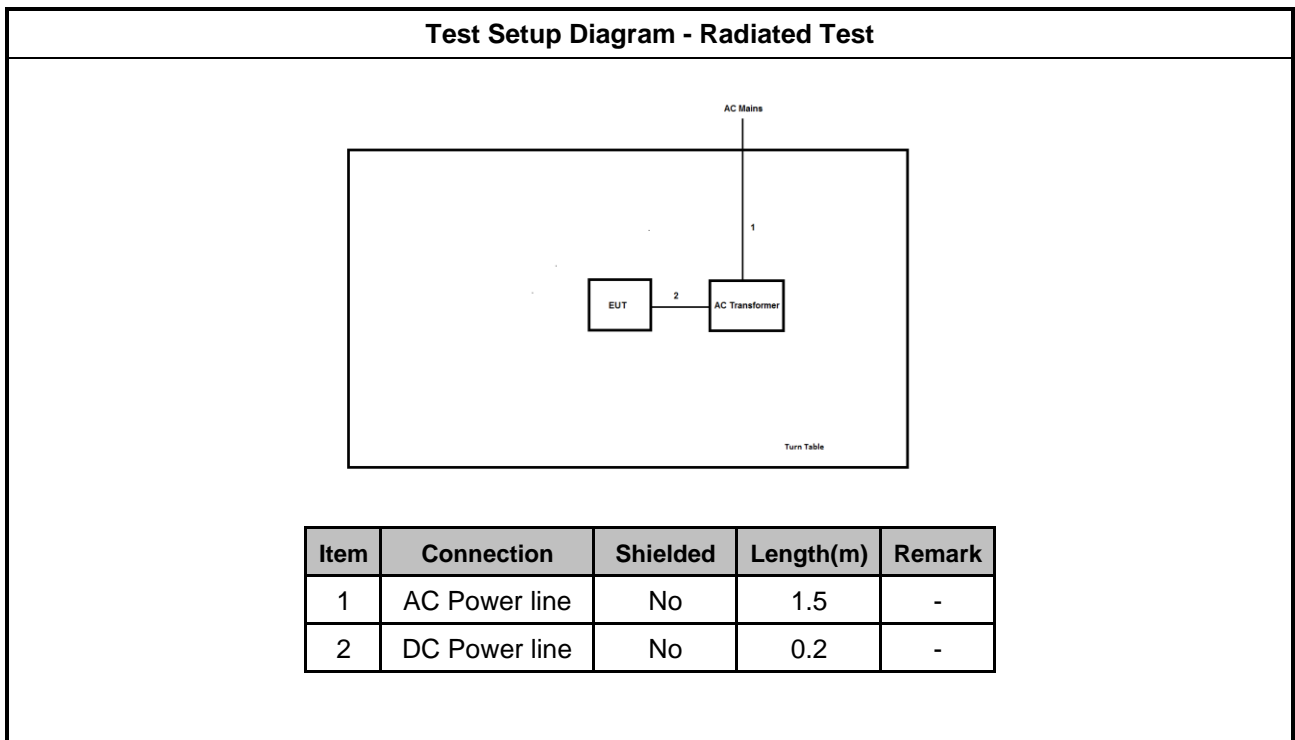 Test Setup Diagram - Radiated Test
AC Mains
1
EUT
2
AC Transformer
Turn Table
Item Connection Shielded Length(m) Remark
1 AC Power line No 1.5 -
2 DC Power line No 0.2 -